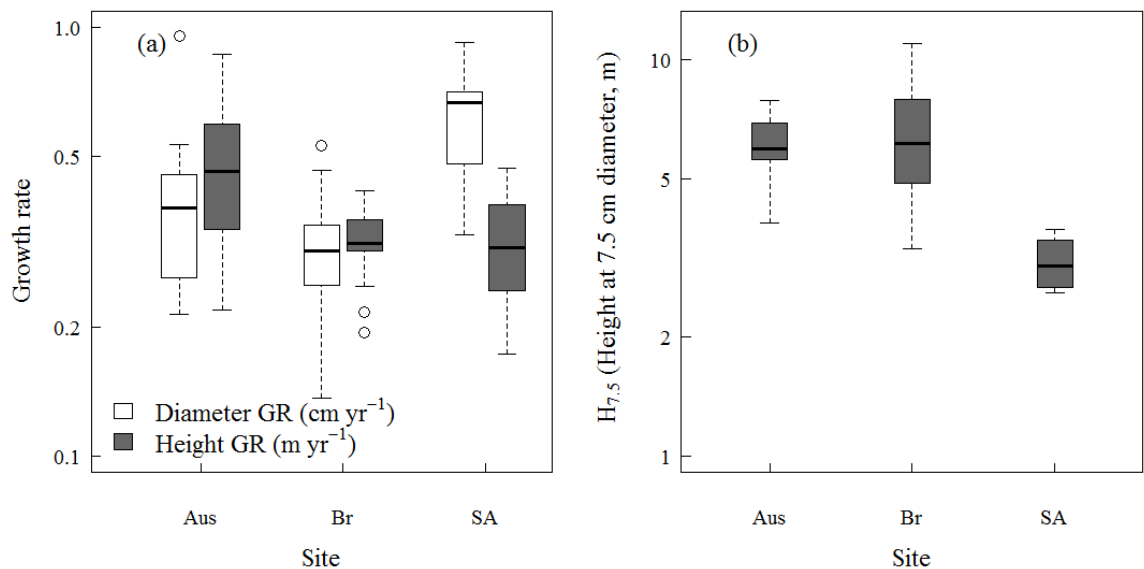 (a)
Growth rate
1.0
0.5
0.2
0.1
Diameter GR (cm yr⁻¹)
Height GR (m yr⁻¹)
Aus Br SA
Site
(b)
H₇.₅ (Height at 7.5 cm diameter, m)
10
5
2
1
Aus Br SA
Site